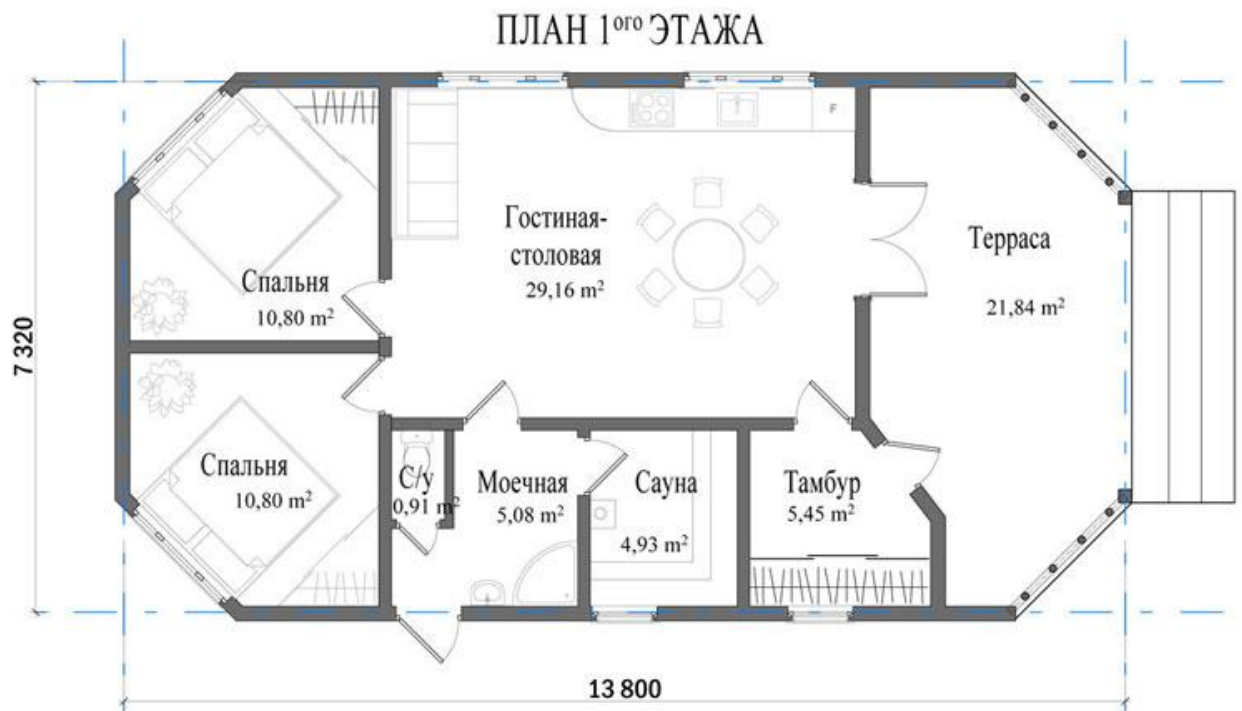 ПЛАН 1ого ЭТАЖА
F
Гостиная-
столовая
29,16 m²
Терраса
21,84 m²
Спальня
10,80 m²
7 320
Спальня
10,80 m²
С/у
0,91 m²
Моечная
5,08 m²
Сауна
4,93 m²
Тамбур
5,45 m²
13 800